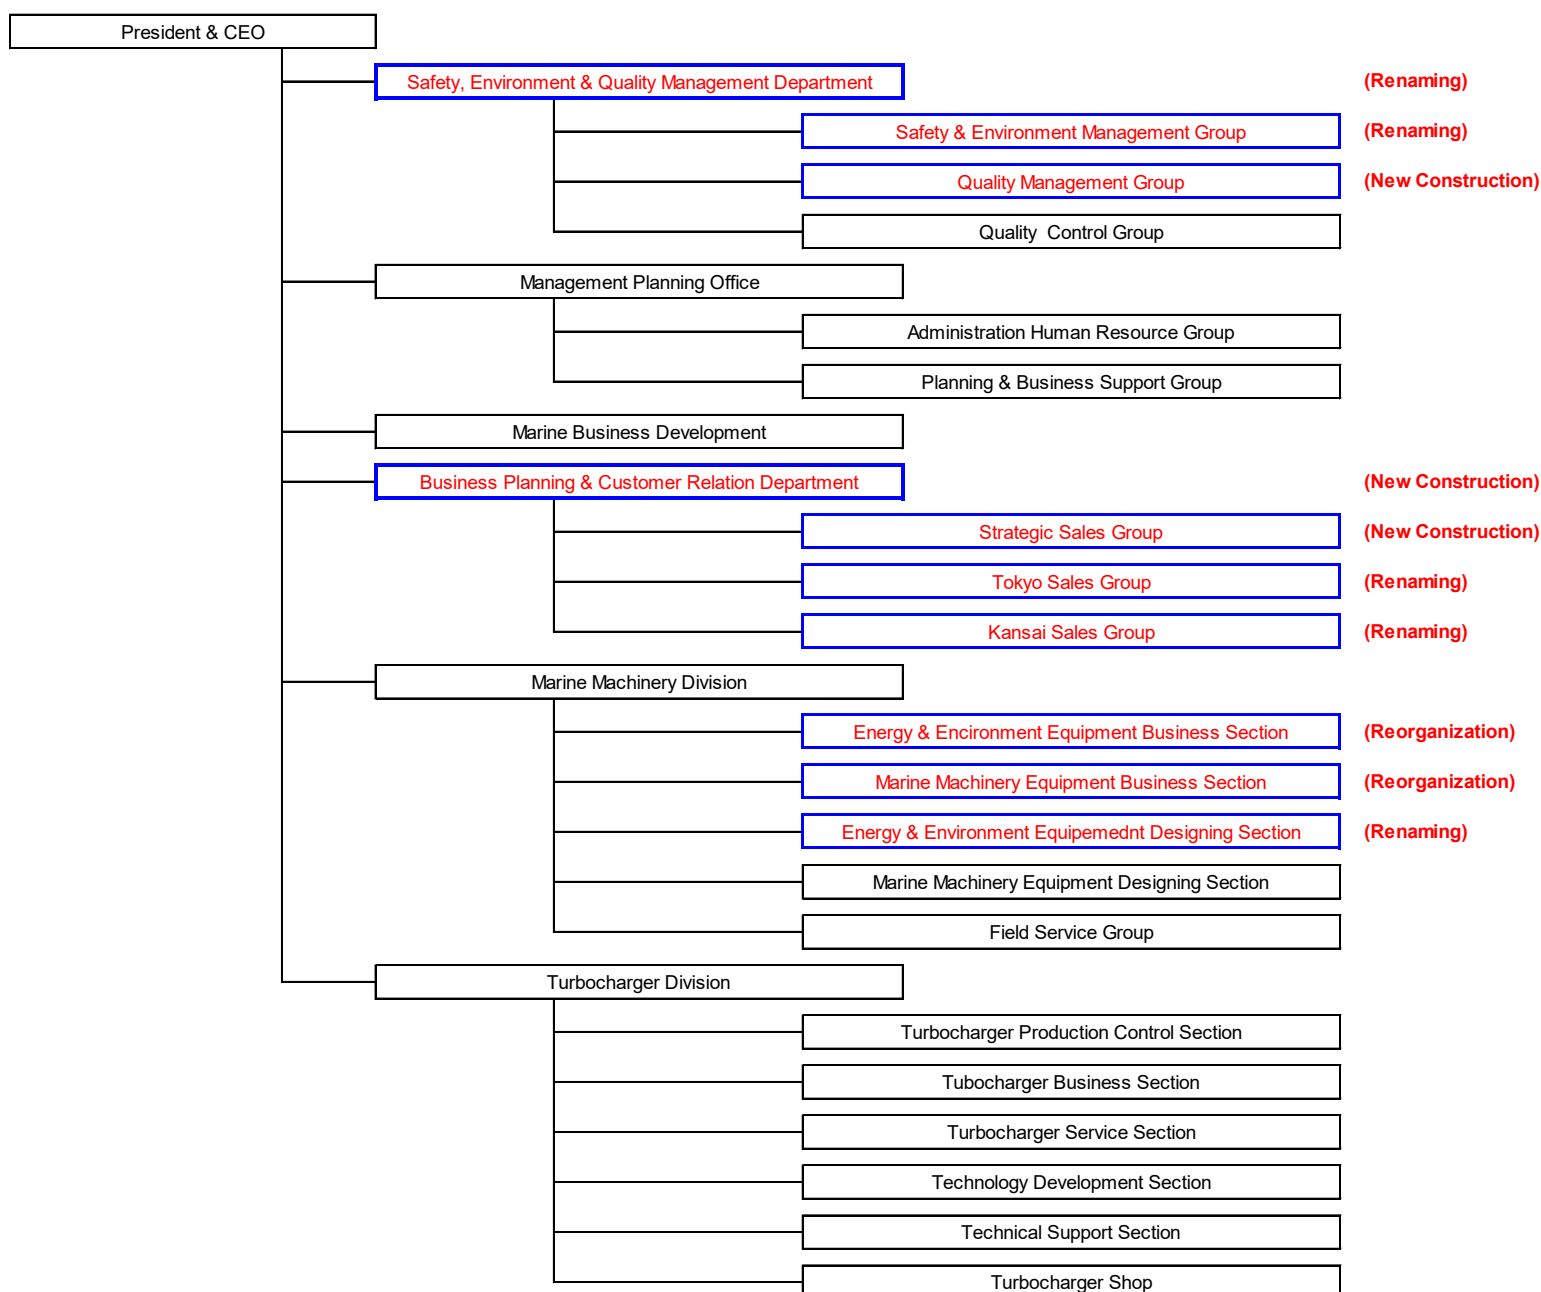 President & CEO
Safety, Environment & Quality Management Department (Renaming)
Safety & Environment Management Group (Renaming)
Quality Management Group (New Construction)
Quality Control Group
Management Planning Office
Administration Human Resource Group
Planning & Business Support Group
Marine Business Development
Business Planning & Customer Relation Department (New Construction)
Strategic Sales Group (New Construction)
Tokyo Sales Group (Renaming)
Kansai Sales Group (Renaming)
Marine Machinery Division
Energy & Encironment Equipment Business Section (Reorganization)
Marine Machinery Equipment Business Section (Reorganization)
Energy & Environment Equipemednt Designing Section (Renaming)
Marine Machinery Equipment Designing Section
Field Service Group
Turbocharger Division
Turbocharger Production Control Section
Tubocharger Business Section
Turbocharger Service Section
Technology Development Section
Technical Support Section
Turbocharger Shop